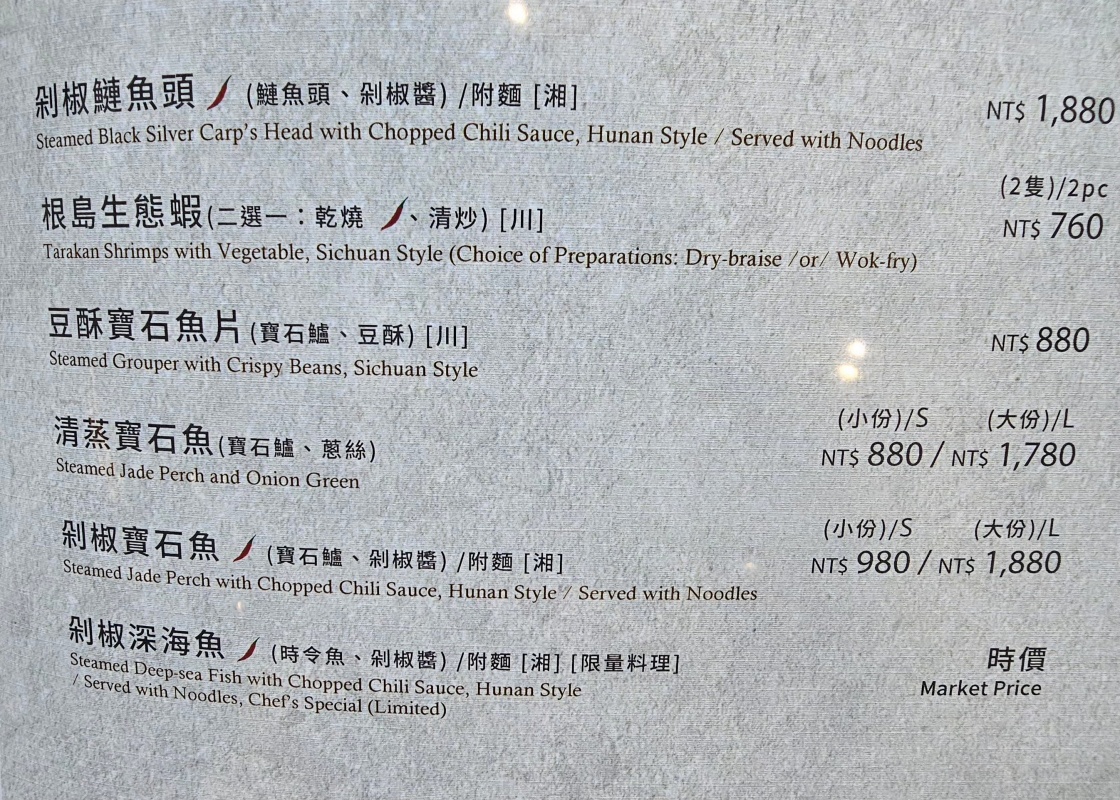 剁椒鰱魚頭 (鰱魚頭、剁椒醬) /附麵 [湘] NT$ 1,880
Steamed Black Silver Carp's Head with Chopped Chili Sauce, Hunan Style / Served with Noodles
(2隻)/2pc
根島生態蝦(二選一：乾燒 、清炒) [川] NT$ 760
Tarakan Shrimps with Vegetable, Sichuan Style (Choice of Preparations: Dry-braise /or/ Wok-fry)
豆酥寶石魚片(寶石鱸、豆酥) [川] NT$ 880
Steamed Grouper with Crispy Beans, Sichuan Style
(小份)/S (大份)/L
清蒸寶石魚(寶石鱸、蔥絲) NT$ 880 / NT$ 1,780
Steamed Jade Perch and Onion Green
(小份)/S (大份)/L
剁椒寶石魚 (寶石鱸、剁椒醬) /附麵 [湘] NT$ 980 / NT$ 1,880
Steamed Jade Perch with Chopped Chili Sauce, Hunan Style / Served with Noodles
剁椒深海魚 (時令魚、剁椒醬) /附麵 [湘] [限量料理] 時價
Steamed Deep-sea Fish with Chopped Chili Sauce, Hunan Style Market Price
/ Served with Noodles, Chef's Special (Limited)